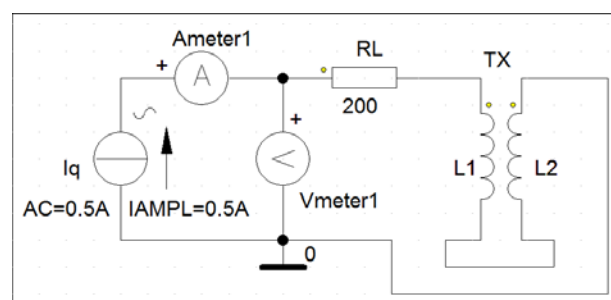 Ameter1
+
A
RL
TX
200
+
V
Iq
L1
L2
AC=0.5A
IAMPL=0.5A
Vmeter1
0